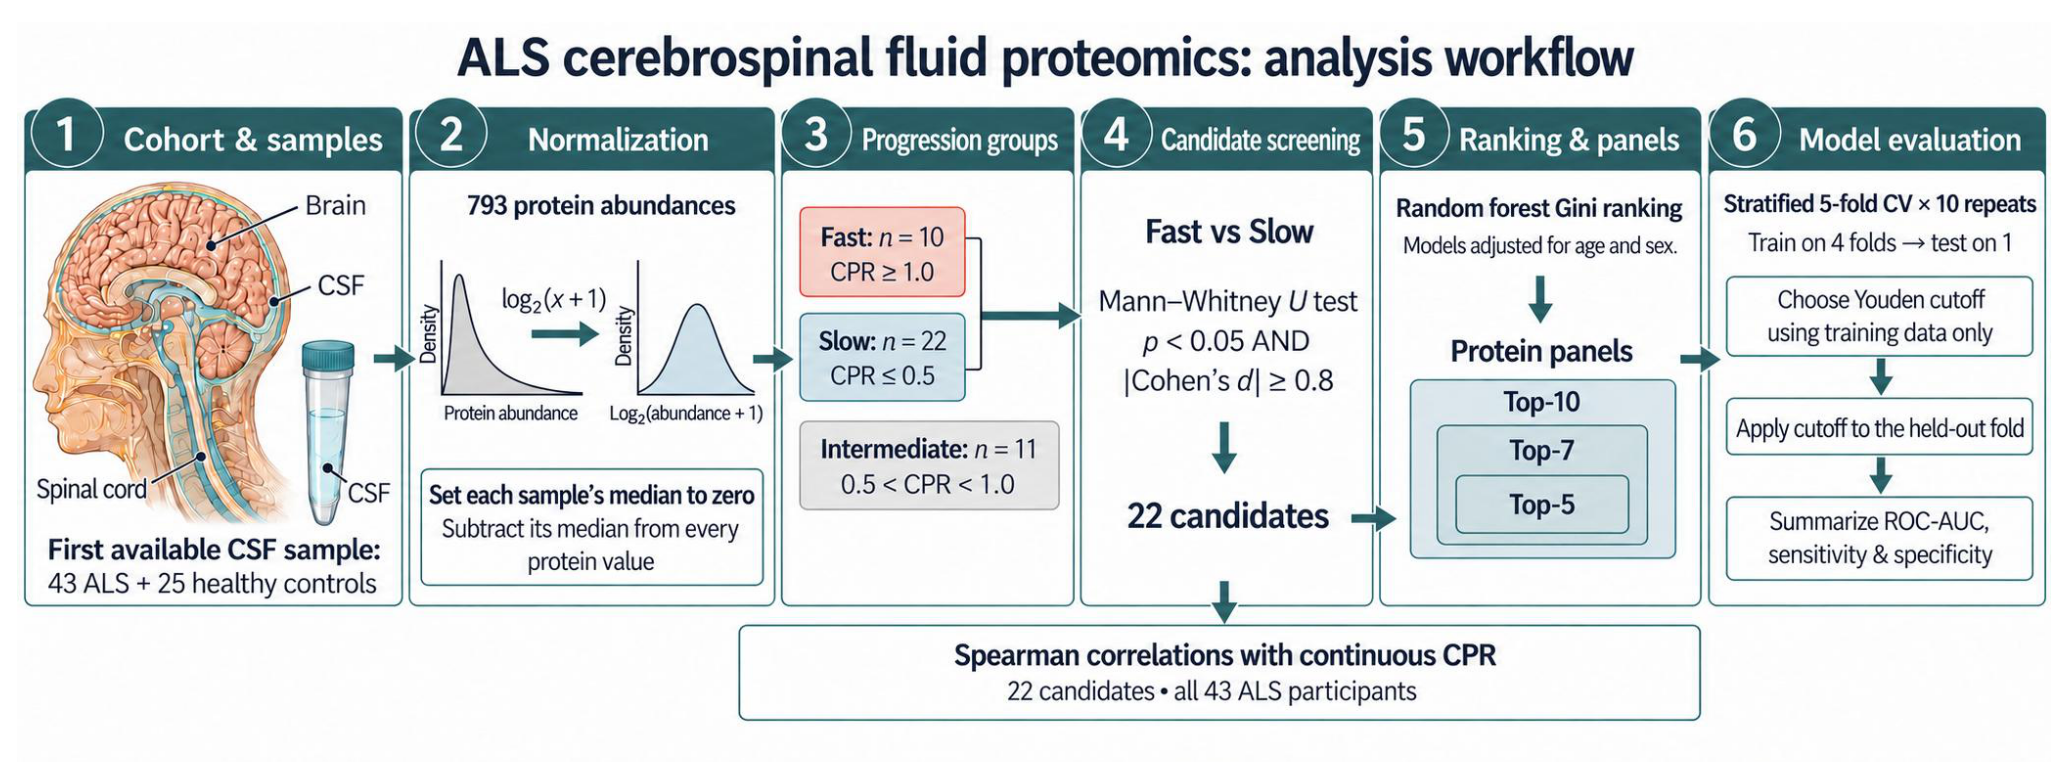 ALS cerebrospinal fluid proteomics: analysis workflow
1 Cohort & samples
Brain
CSF
Spinal cord
CSF
First available CSF sample:
43 ALS + 25 healthy controls
2 Normalization
793 protein abundances
Density
Protein abundance
log₂(x + 1)
Density
Log₂(abundance + 1)
Set each sample's median to zero
Subtract its median from every
protein value
3 Progression groups
Fast: n = 10
CPR ≥ 1.0
Slow: n = 22
CPR ≤ 0.5
Intermediate: n = 11
0.5 < CPR < 1.0
4 Candidate screening
Fast vs Slow
Mann–Whitney U test
p < 0.05 AND
|Cohen's d| ≥ 0.8
22 candidates
5 Ranking & panels
Random forest Gini ranking
Models adjusted for age and sex.
Protein panels
Top-10
Top-7
Top-5
6 Model evaluation
Stratified 5-fold CV × 10 repeats
Train on 4 folds → test on 1
Choose Youden cutoff
using training data only
Apply cutoff to the held-out fold
Summarize ROC-AUC,
sensitivity & specificity
Spearman correlations with continuous CPR
22 candidates • all 43 ALS participants